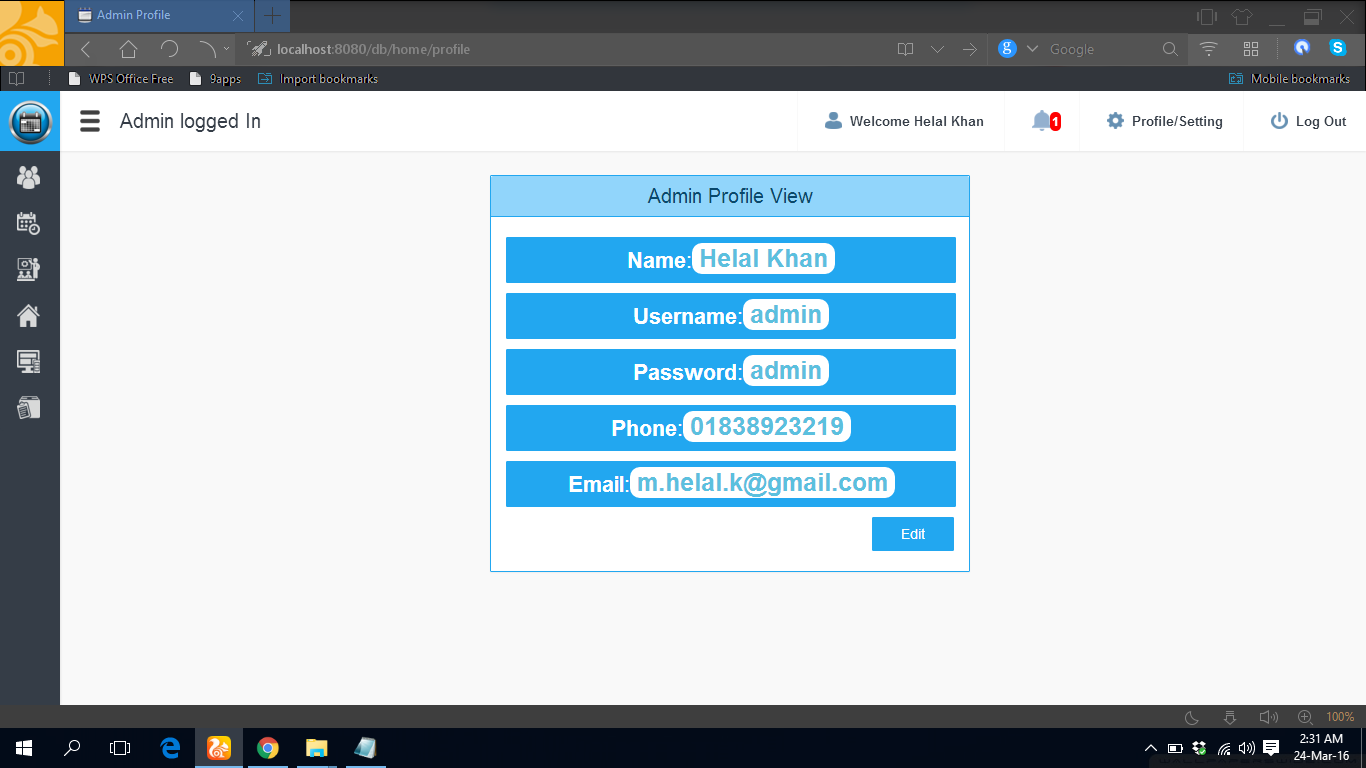 Admin Profile
localhost:8080/db/home/profile
g
Google
WPS Office Free
9apps
Import bookmarks
Mobile bookmarks
Admin logged In
Welcome Helal Khan
1
Profile/Setting
Log Out
Admin Profile View
Name: Helal Khan
Username: admin
Password: admin
Phone: 01838923219
Email: m.helal.k@gmail.com
Edit
100%
2:31 AM
24-Mar-16